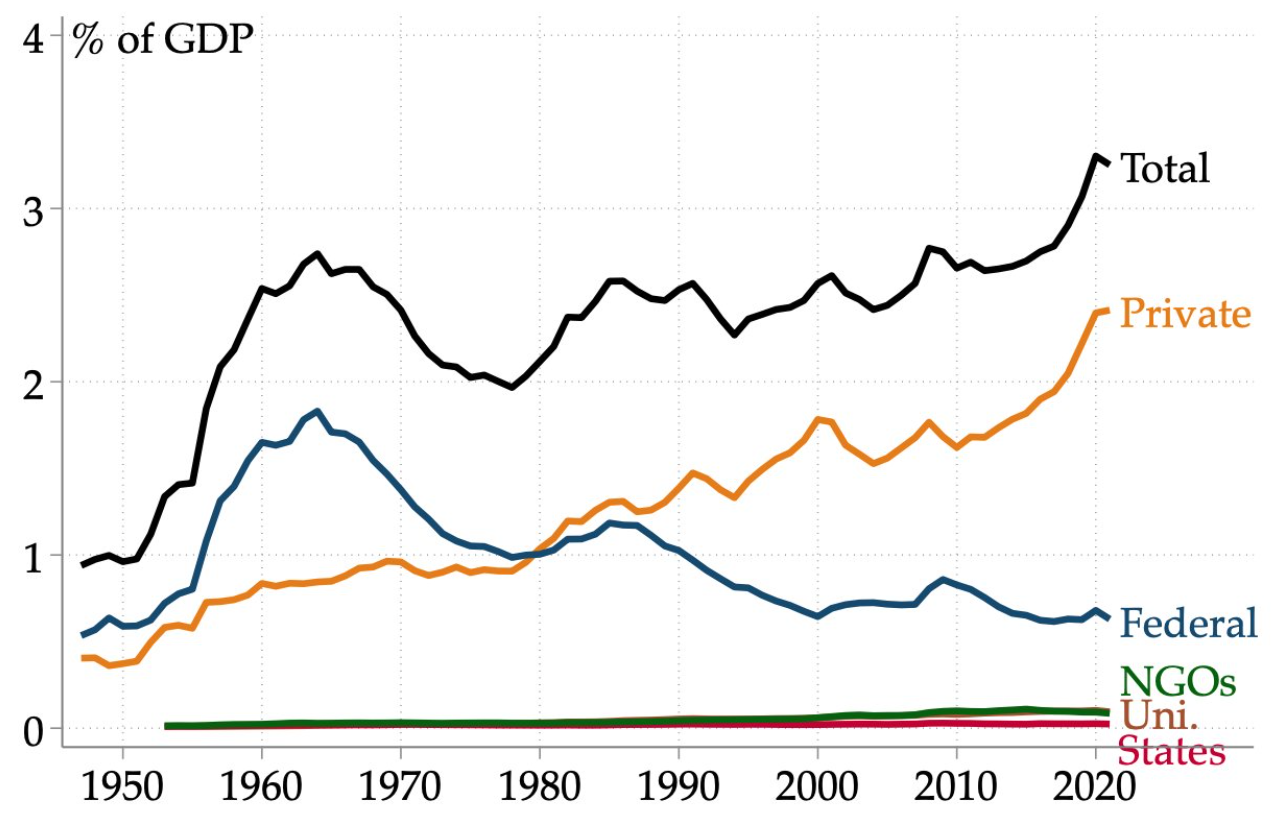 4 % of GDP
Total
3
Private
2
1
Federal
NGOs
Uni.
0
States
1950 1960 1970 1980 1990 2000 2010 2020